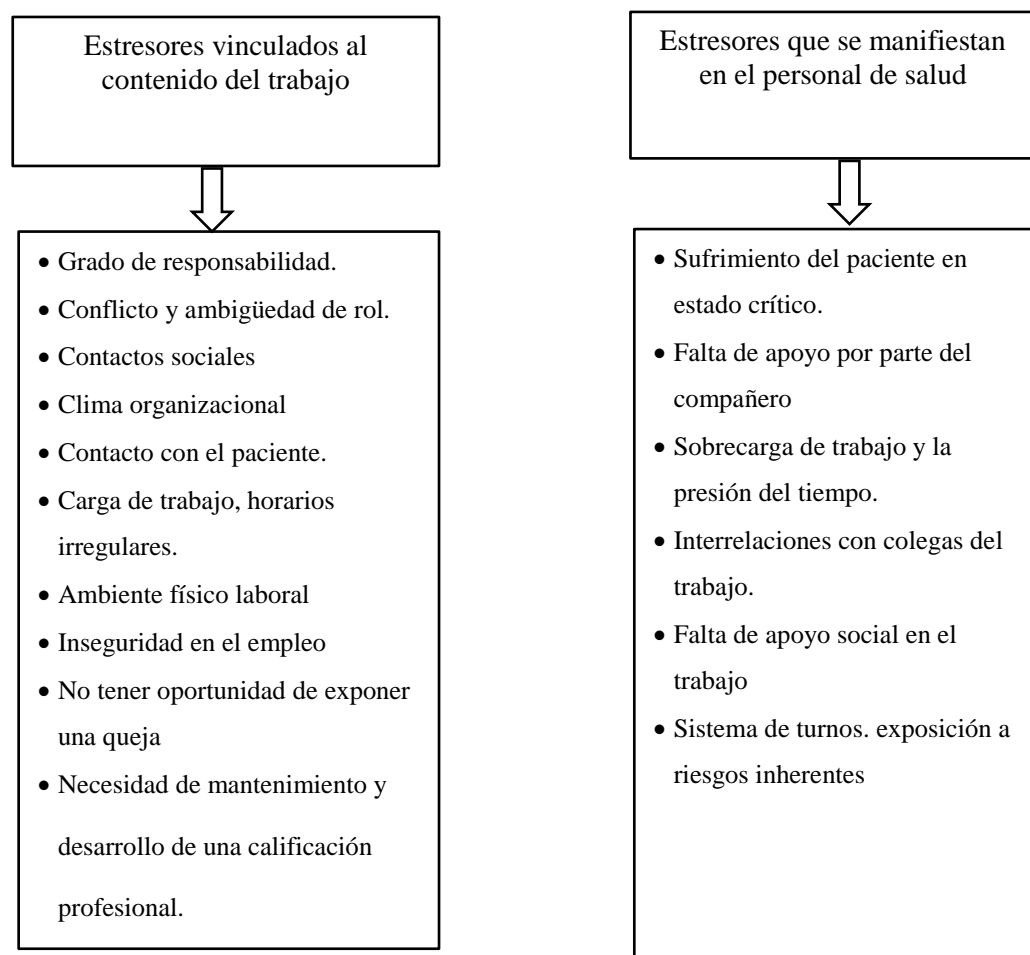 Estresores vinculados al
contenido del trabajo
• Grado de responsabilidad.
• Conflicto y ambigüedad de rol.
• Contactos sociales
• Clima organizacional
• Contacto con el paciente.
• Carga de trabajo, horarios
irregulares.
• Ambiente físico laboral
• Inseguridad en el empleo
• No tener oportunidad de exponer
una queja
• Necesidad de mantenimiento y
desarrollo de una calificación
profesional.
Estresores que se manifiestan
en el personal de salud
• Sufrimiento del paciente en
estado crítico.
• Falta de apoyo por parte del
compañero
• Sobrecarga de trabajo y la
presión del tiempo.
• Interrelaciones con colegas del
trabajo.
• Falta de apoyo social en el
trabajo
• Sistema de turnos. exposición a
riesgos inherentes